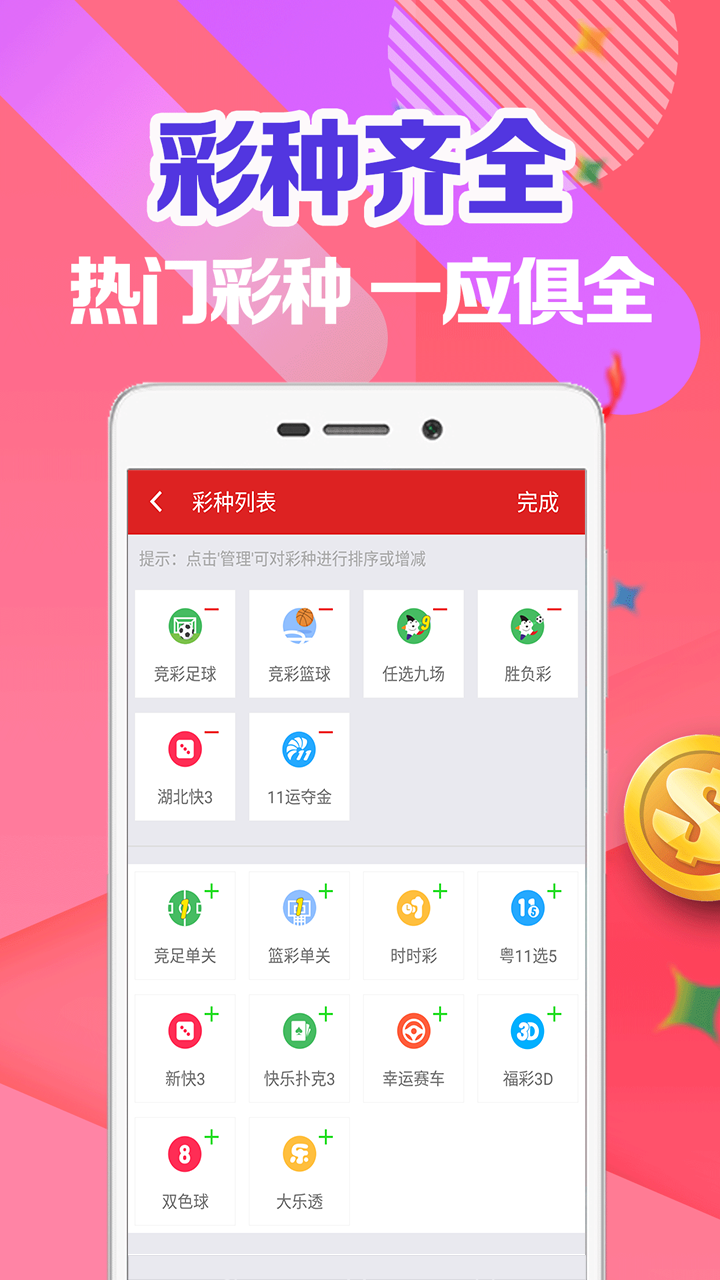 彩种齐全
热门彩种 一应俱全
彩种列表 完成
提示：点击'管理'可对彩种进行排序或增减
竞彩足球 竞彩篮球 任选九场 胜负彩
湖北快3 11运夺金
竞足单关 篮彩单关 时时彩 粤11选5
新快3 快乐扑克3 幸运赛车 福彩3D
双色球 大乐透